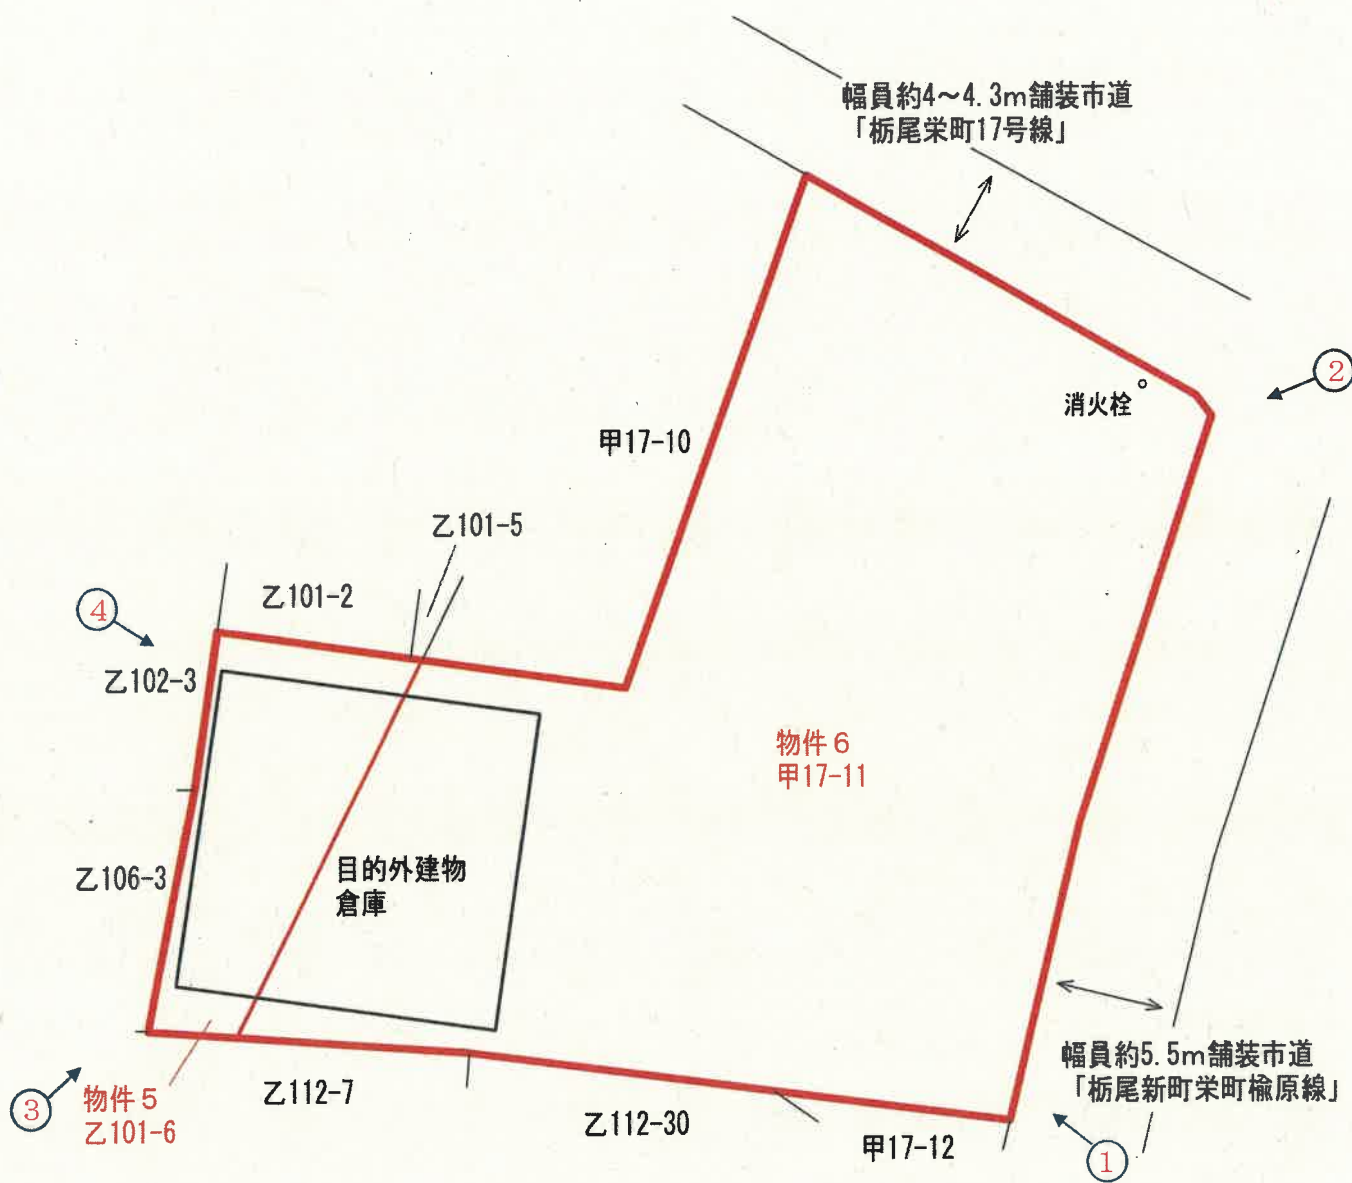 幅員約4～4.3m舗装市道
「栃尾栄町17号線」
②
消火栓
甲17-10
乙101-5
乙101-2
④
乙102-3
物件6
甲17-11
目的外建物
倉庫
乙106-3
幅員約5.5m舗装市道
「栃尾新町栄町楡原線」
③
物件5
乙101-6
乙112-7
乙112-30
甲17-12
①